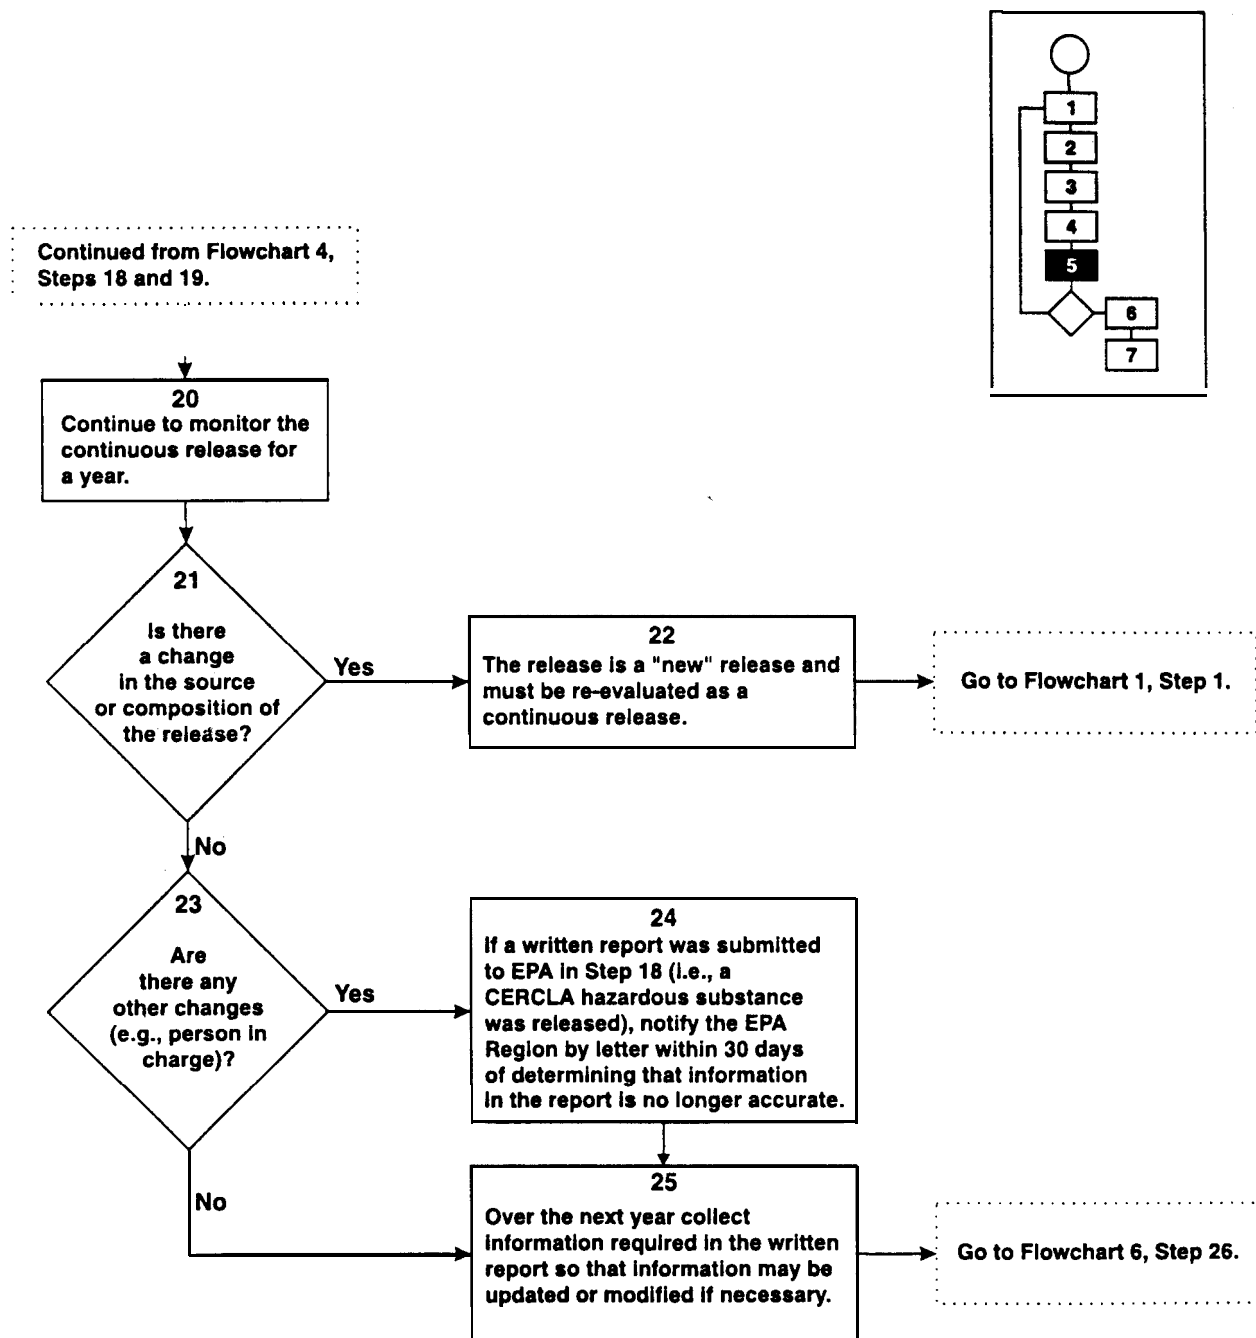 1
2
3
4
5
6
7
Continued from Flowchart 4,
Steps 18 and 19.
20
Continue to monitor the
continuous release for
a year.
21
Is there
a change
in the source
or composition of
the release?
Yes
22
The release is a "new" release and
must be re-evaluated as a
continuous release.
Go to Flowchart 1, Step 1.
No
23
Are
there any
other changes
(e.g., person in
charge)?
Yes
24
If a written report was submitted
to EPA in Step 18 (i.e., a
CERCLA hazardous substance
was released), notify the EPA
Region by letter within 30 days
of determining that information
in the report is no longer accurate.
No
25
Over the next year collect
information required in the written
report so that information may be
updated or modified if necessary.
Go to Flowchart 6, Step 26.